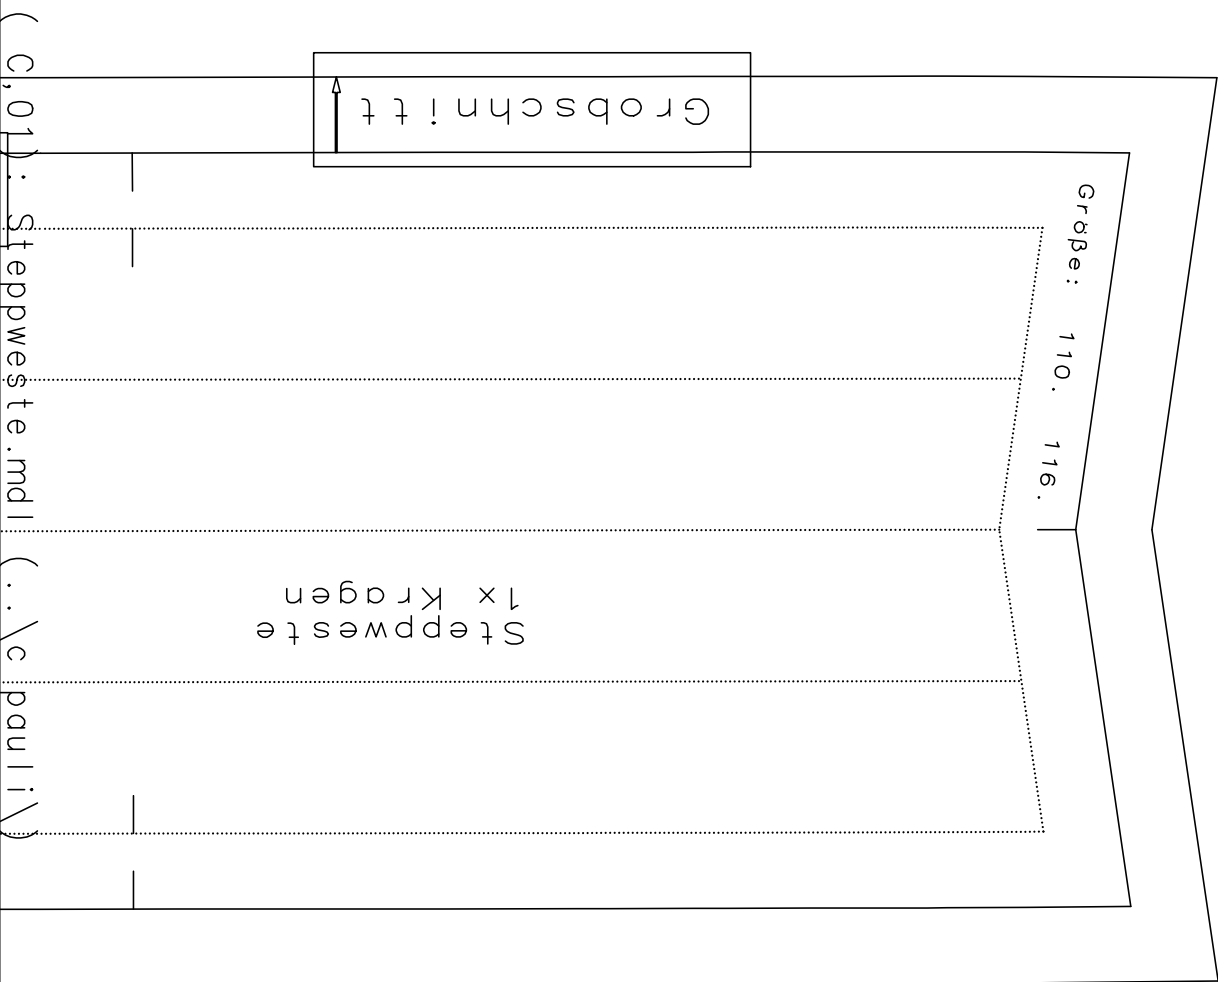 ( C,01): Steppweste.mdl (..\c pauli\)
Grobschnitt
Größe: 110. 116.
Steppweste
1x Kragen